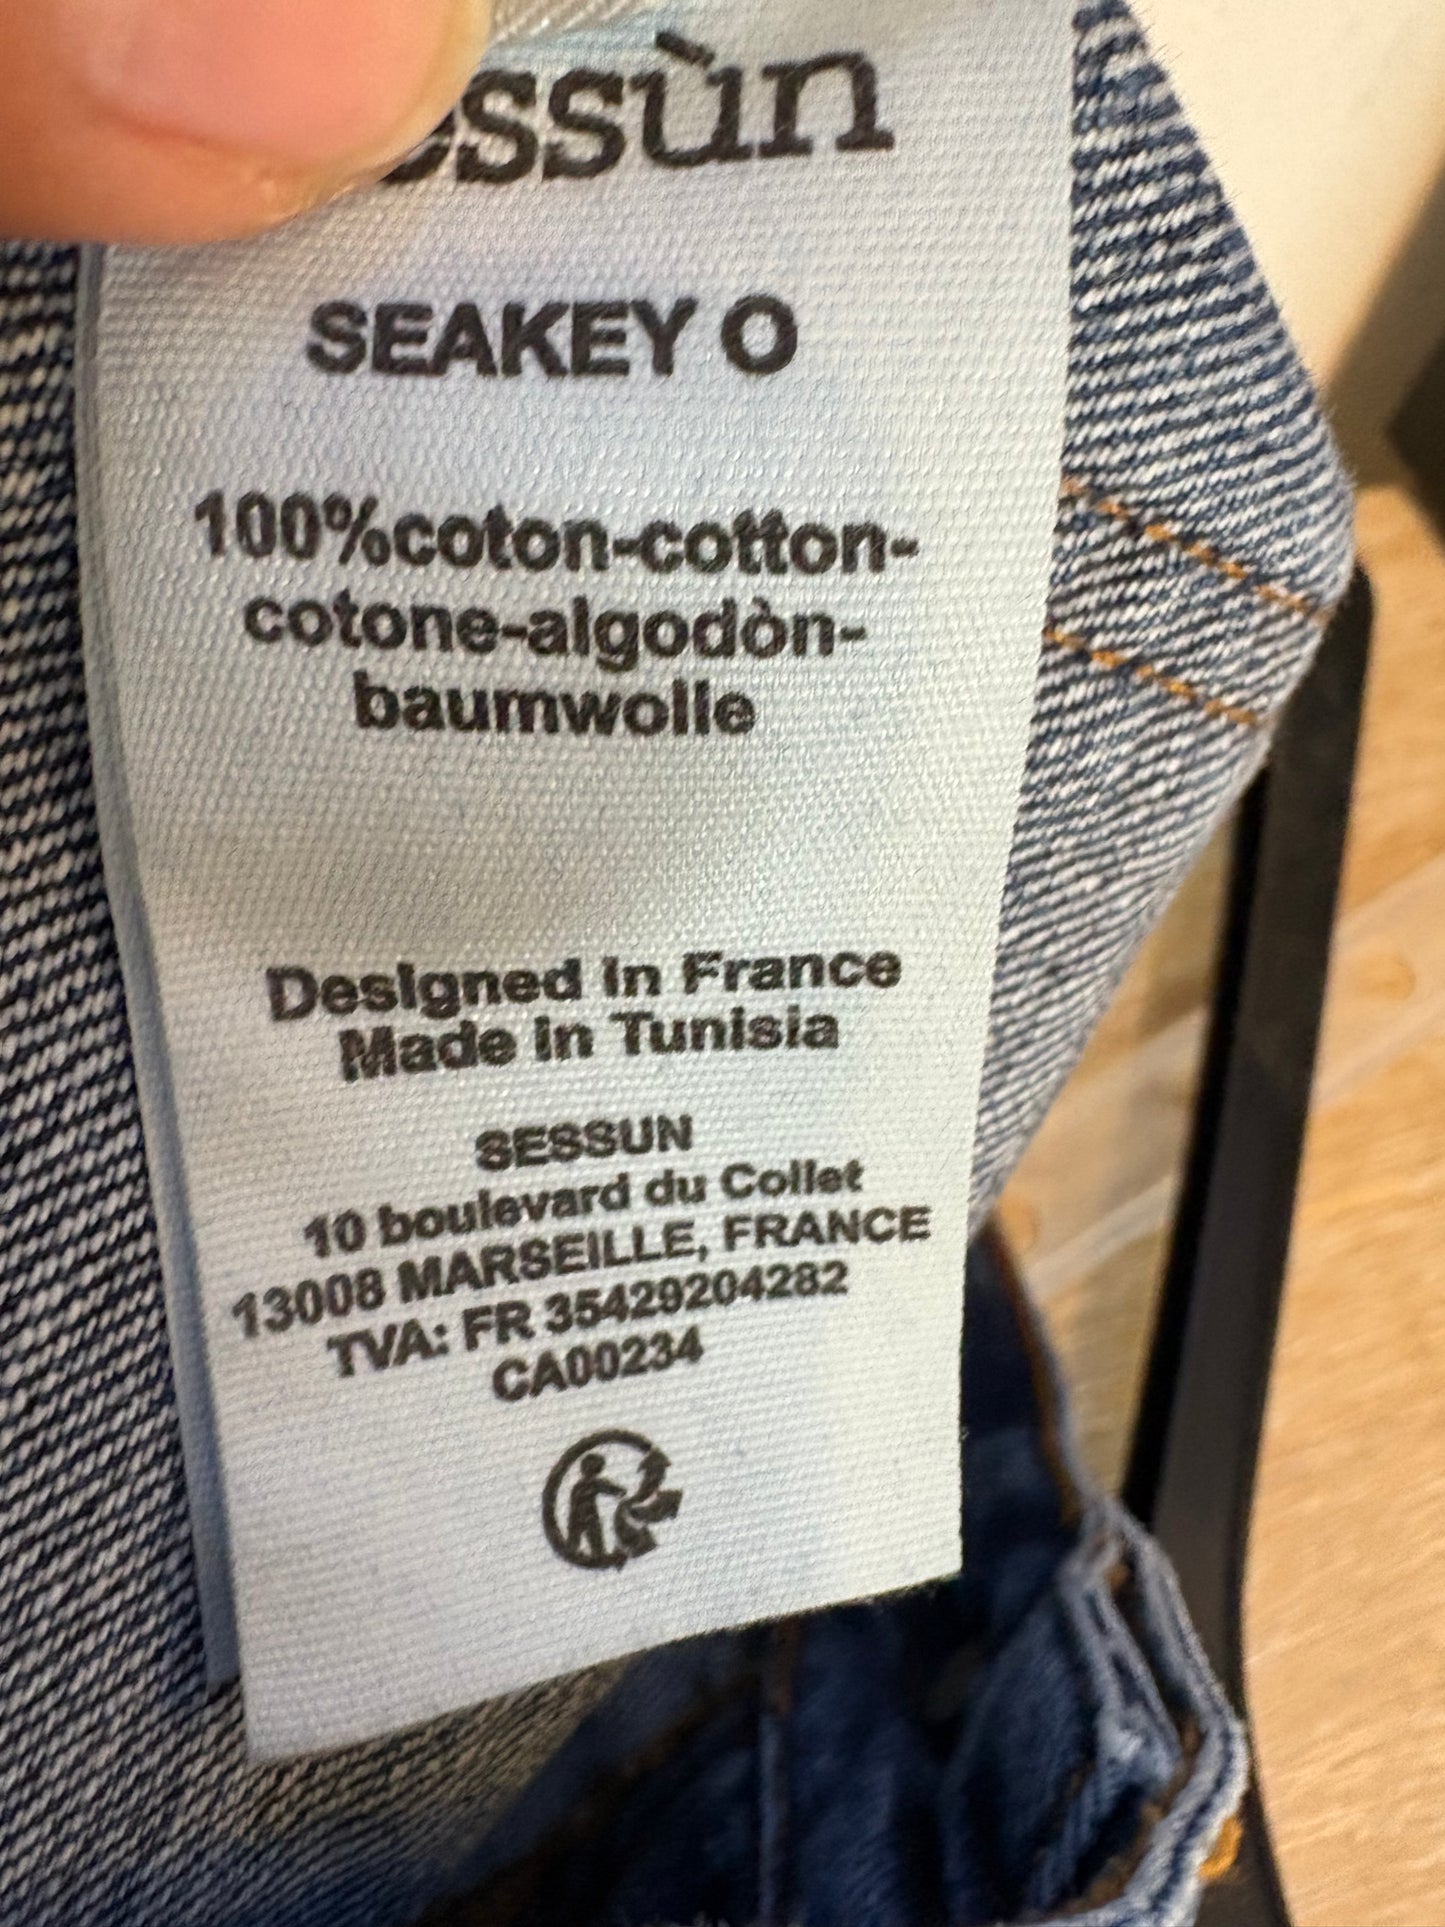 essùn
SEAKEY O
100%coton-cotton-
cotone-algodòn-
baumwolle
Designed in France
Made in Tunisia
SESSUN
10 boulevard du Collet
13008 MARSEILLE, FRANCE
TVA: FR 35429204282
CA00234